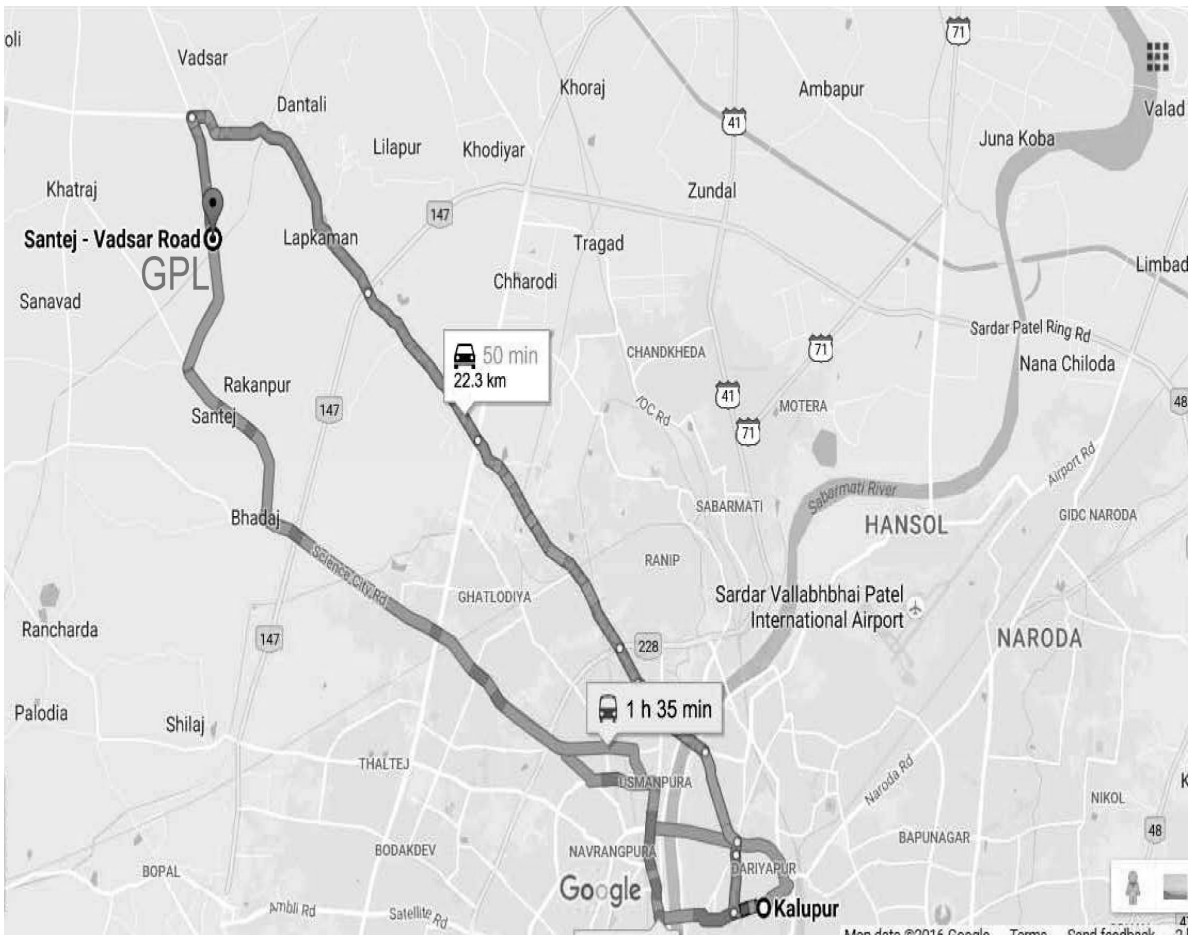 oli
Vadsar
71
Valad
Khoraj
Ambapur
Dantali
41
Juna Koba
Lilapur
Khodiyar
Khatraj
Zundal
147
Santej - Vadsar Road
Lapkaman
Tragad
GPL
Limbad
Chharodi
Sanavad
Sardar Patel Ring Rd
50 min
22.3 km
CHANDKHEDA
71
Nana Chiloda
Rakanpur
147
41
MOTERA
48
Santej
71
Airport Rd
Sabarmati River
SABARMATI
Bhadaj
HANSOL
GIDC NARODA
Science City Rd
RANIP
GHATLODIYA
Sardar Vallabhbhai Patel
International Airport
Rancharda
147
228
NARODA
Palodia
Shilaj
1 h 35 min
THALTEJ
Naroda Rd
USMANPURA
NIKOL
48
BAPUNAGAR
BODAKDEV
NAVRANGPURA
DARIYAPUR
BOPAL
Google
Kalupur
Ambli Rd
Satellite Rd
Map data ©2016 Google Terms Send feedback